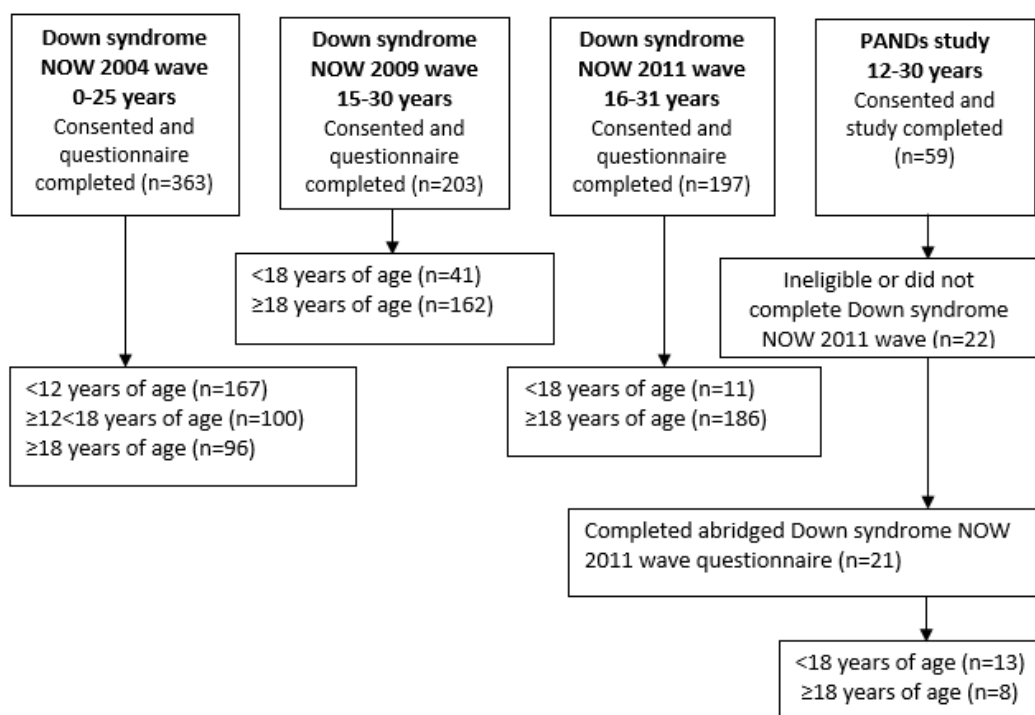 Down syndrome
NOW 2004 wave
0-25 years
Consented and
questionnaire
completed (n=363)
Down syndrome
NOW 2009 wave
15-30 years
Consented and
questionnaire
completed (n=203)
Down syndrome
NOW 2011 wave
16-31 years
Consented and
questionnaire
completed (n=197)
PANDs study
12-30 years
Consented and
study completed
(n=59)
<18 years of age (n=41)
≥18 years of age (n=162)
Ineligible or did not
complete Down syndrome
NOW 2011 wave (n=22)
<12 years of age (n=167)
≥12<18 years of age (n=100)
≥18 years of age (n=96)
<18 years of age (n=11)
≥18 years of age (n=186)
Completed abridged Down syndrome NOW
2011 wave questionnaire (n=21)
<18 years of age (n=13)
≥18 years of age (n=8)